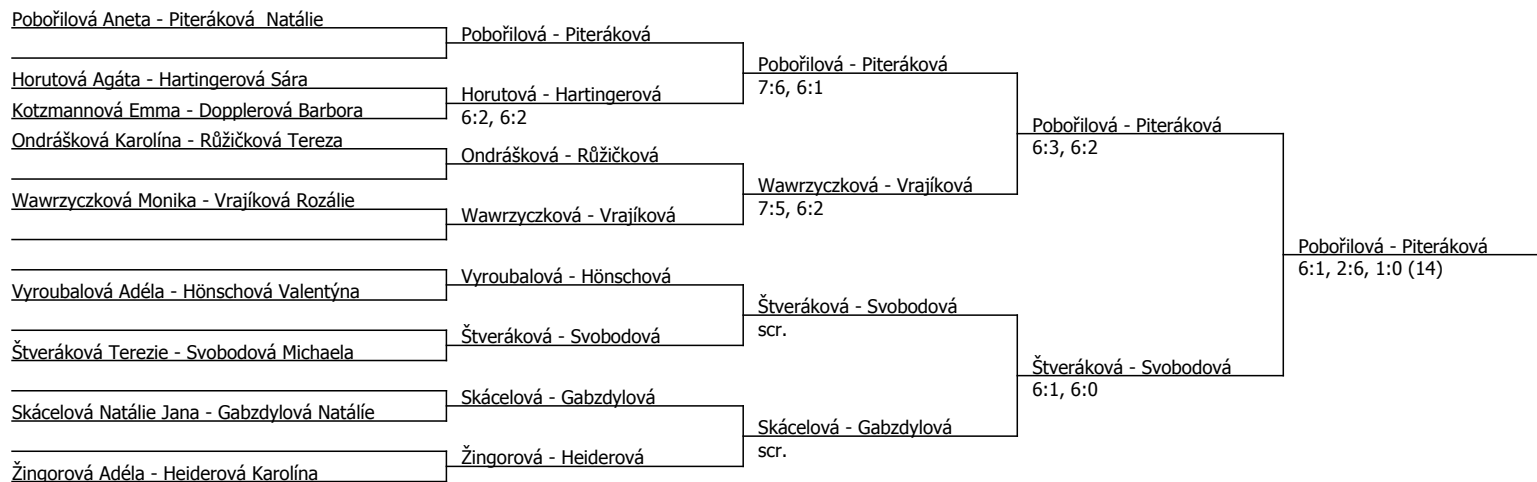 Pobořilová Aneta - Piteráková  Natálie
Horutová Agáta - Hartingerová Sára
Kotzmannová Emma - Dopplerová Barbora
Ondrášková Karolína - Růžičková Tereza
Wawrzyczková Monika - Vrajíková Rozálie
Vyroubalová Adéla - Hönschová Valentýna
Štveráková Terezie - Svobodová Michaela
Skácelová Natálie Jana - Gabzdylová Natálíe
Žingorová Adéla - Heiderová Karolína
Pobořilová - Piteráková
Horutová - Hartingerová
6:2, 6:2
Ondrášková - Růžičková
Wawrzyczková - Vrajíková
Vyroubalová - Hönschová
Štveráková - Svobodová
Skácelová - Gabzdylová
Žingorová - Heiderová
Pobořilová - Piteráková
7:6, 6:1
Wawrzyczková - Vrajíková
7:5, 6:2
Štveráková - Svobodová
scr.
Skácelová - Gabzdylová
scr.
Pobořilová - Piteráková
6:3, 6:2
Štveráková - Svobodová
6:1, 6:0
Pobořilová - Piteráková
6:1, 2:6, 1:0 (14)